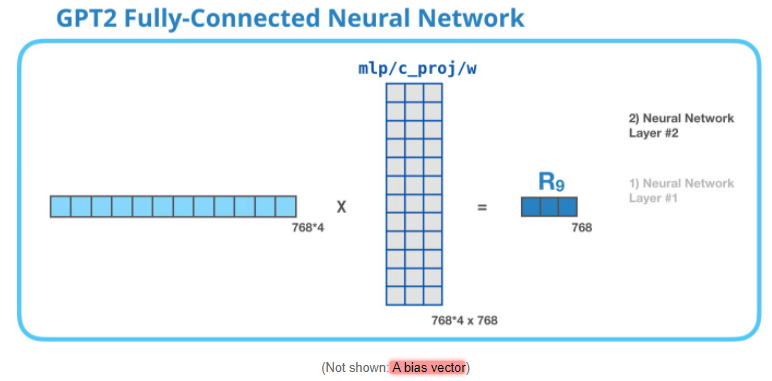 GPT2 Fully-Connected Neural Network
mlp/c_proj/w
2) Neural Network
Layer #2
R9
1) Neural Network
Layer #1
X
=
768*4
768
768*4 x 768
(Not shown: A bias vector)